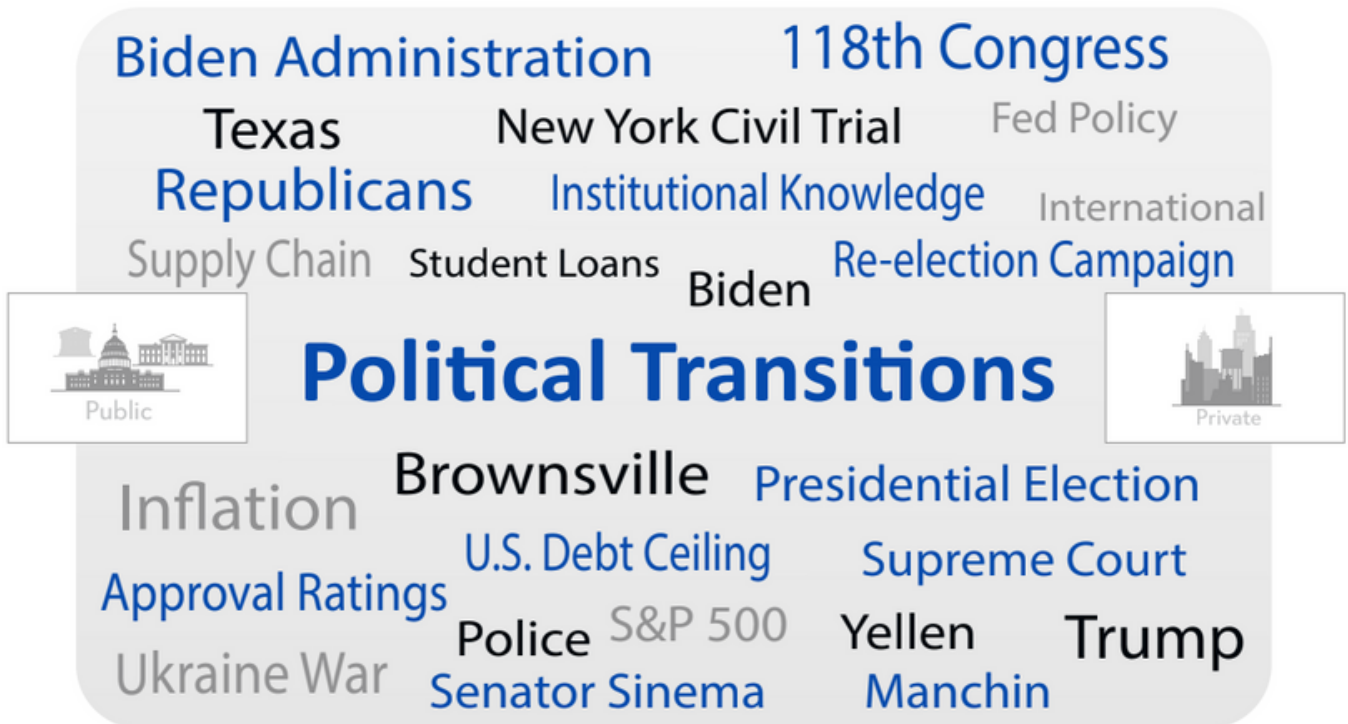 Biden Administration
118th Congress
Texas
New York Civil Trial
Fed Policy
Republicans
Institutional Knowledge
International
Supply Chain
Student Loans
Biden
Re-election Campaign
Public
Political Transitions
Private
Brownsville
Presidential Election
Inflation
U.S. Debt Ceiling
Supreme Court
Approval Ratings
Police
S&P 500
Yellen
Trump
Ukraine War
Senator Sinema
Manchin